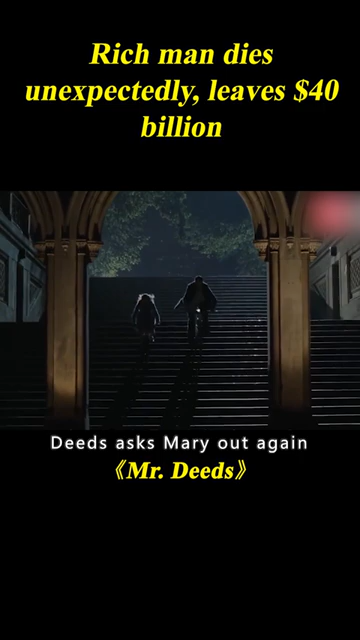 Rich man dies
unexpectedly, leaves $40
billion
Deeds asks Mary out again
《Mr. Deeds》